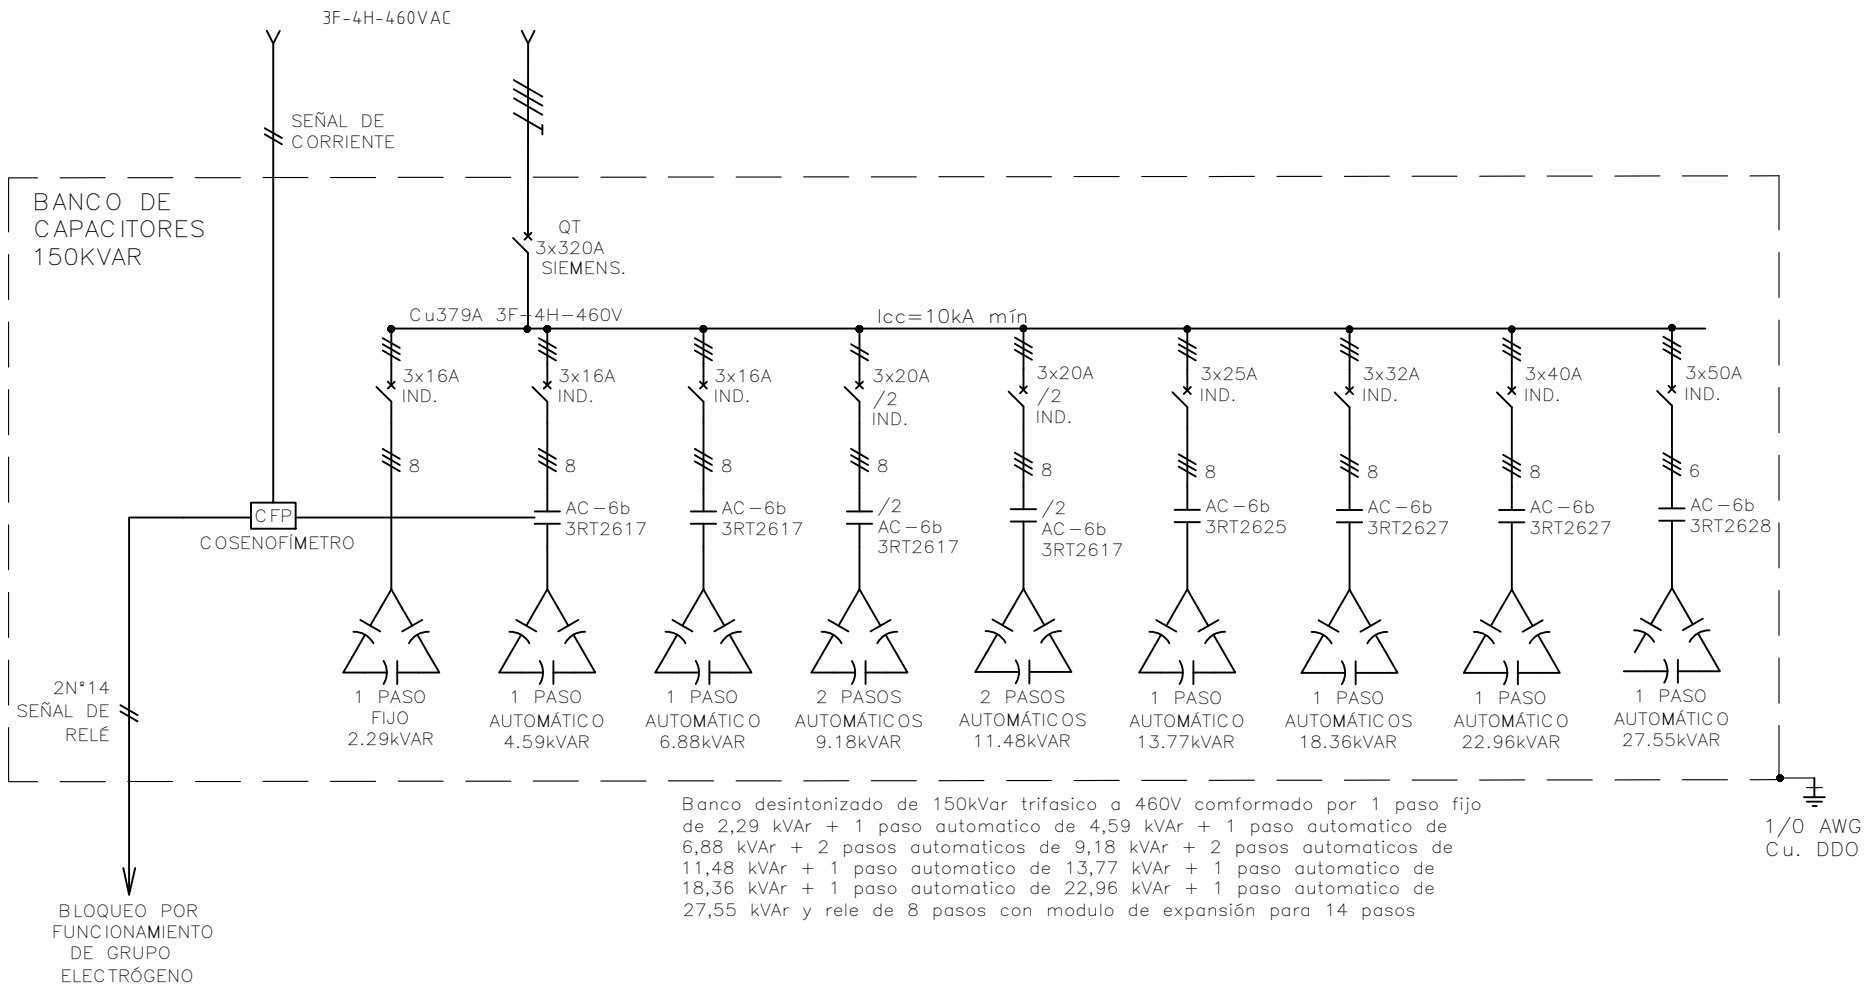 3F-4H-460VAC
SEÑAL DE
CORRIENTE
BANCO DE
CAPACITORES
150KVAR
QT
3x320A
SIEMENS.
Cu379A 3F-4H-460V
Icc=10kA mín
3x16A
IND.
3x16A
IND.
3x16A
IND.
3x20A
/2
IND.
3x20A
/2
IND.
3x25A
IND.
3x32A
IND.
3x40A
IND.
3x50A
IND.
8
8
8
8
8
8
8
8
6
CFP
COSENOFÍMETRO
AC-6b
3RT2617
AC-6b
3RT2617
/2
AC-6b
3RT2617
/2
AC-6b
3RT2617
AC-6b
3RT2625
AC-6b
3RT2627
AC-6b
3RT2627
AC-6b
3RT2628
2N°14
SEÑAL DE
RELÉ
1 PASO
FIJO
2.29kVAR
1 PASO
AUTOMÁTICO
4.59kVAR
1 PASO
AUTOMÁTICO
6.88kVAR
2 PASOS
AUTOMÁTICOS
9.18kVAR
2 PASOS
AUTOMÁTICOS
11.48kVAR
1 PASO
AUTOMÁTICO
13.77kVAR
1 PASO
AUTOMÁTICOS
18.36kVAR
1 PASO
AUTOMÁTICO
22.96kVAR
1 PASO
AUTOMÁTICO
27.55kVAR
Banco desintonizado de 150kVar trifasico a 460V comformado por 1 paso fijo
de 2,29 kVAr + 1 paso automatico de 4,59 kVAr + 1 paso automatico de
6,88 kVAr + 2 pasos automaticos de 9,18 kVAr + 2 pasos automaticos de
11,48 kVAr + 1 paso automatico de 13,77 kVAr + 1 paso automatico de
18,36 kVAr + 1 paso automatico de 22,96 kVAr + 1 paso automatico de
27,55 kVAr y rele de 8 pasos con modulo de expansión para 14 pasos
1/0 AWG
Cu. DDO
BLOQUEO POR
FUNCIONAMIENTO
DE GRUPO
ELECTRÓGENO